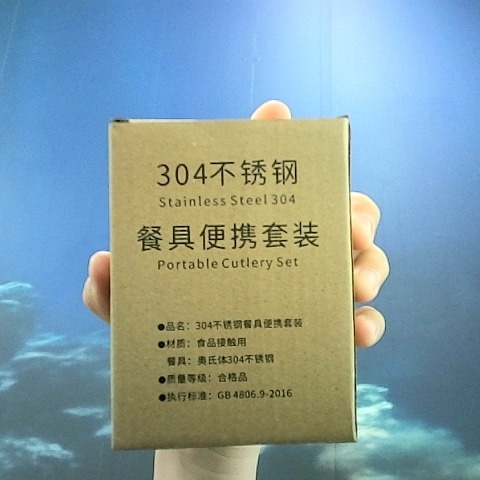 304不锈钢
Stainless Steel 304
餐具便携套装
Portable Cutlery Set
●品名：304不锈钢餐具便携套装
●材质：食品接触用
餐具：奥氏体304不锈钢
●质量等级：合格品
●执行标准：GB 4806.9-2016